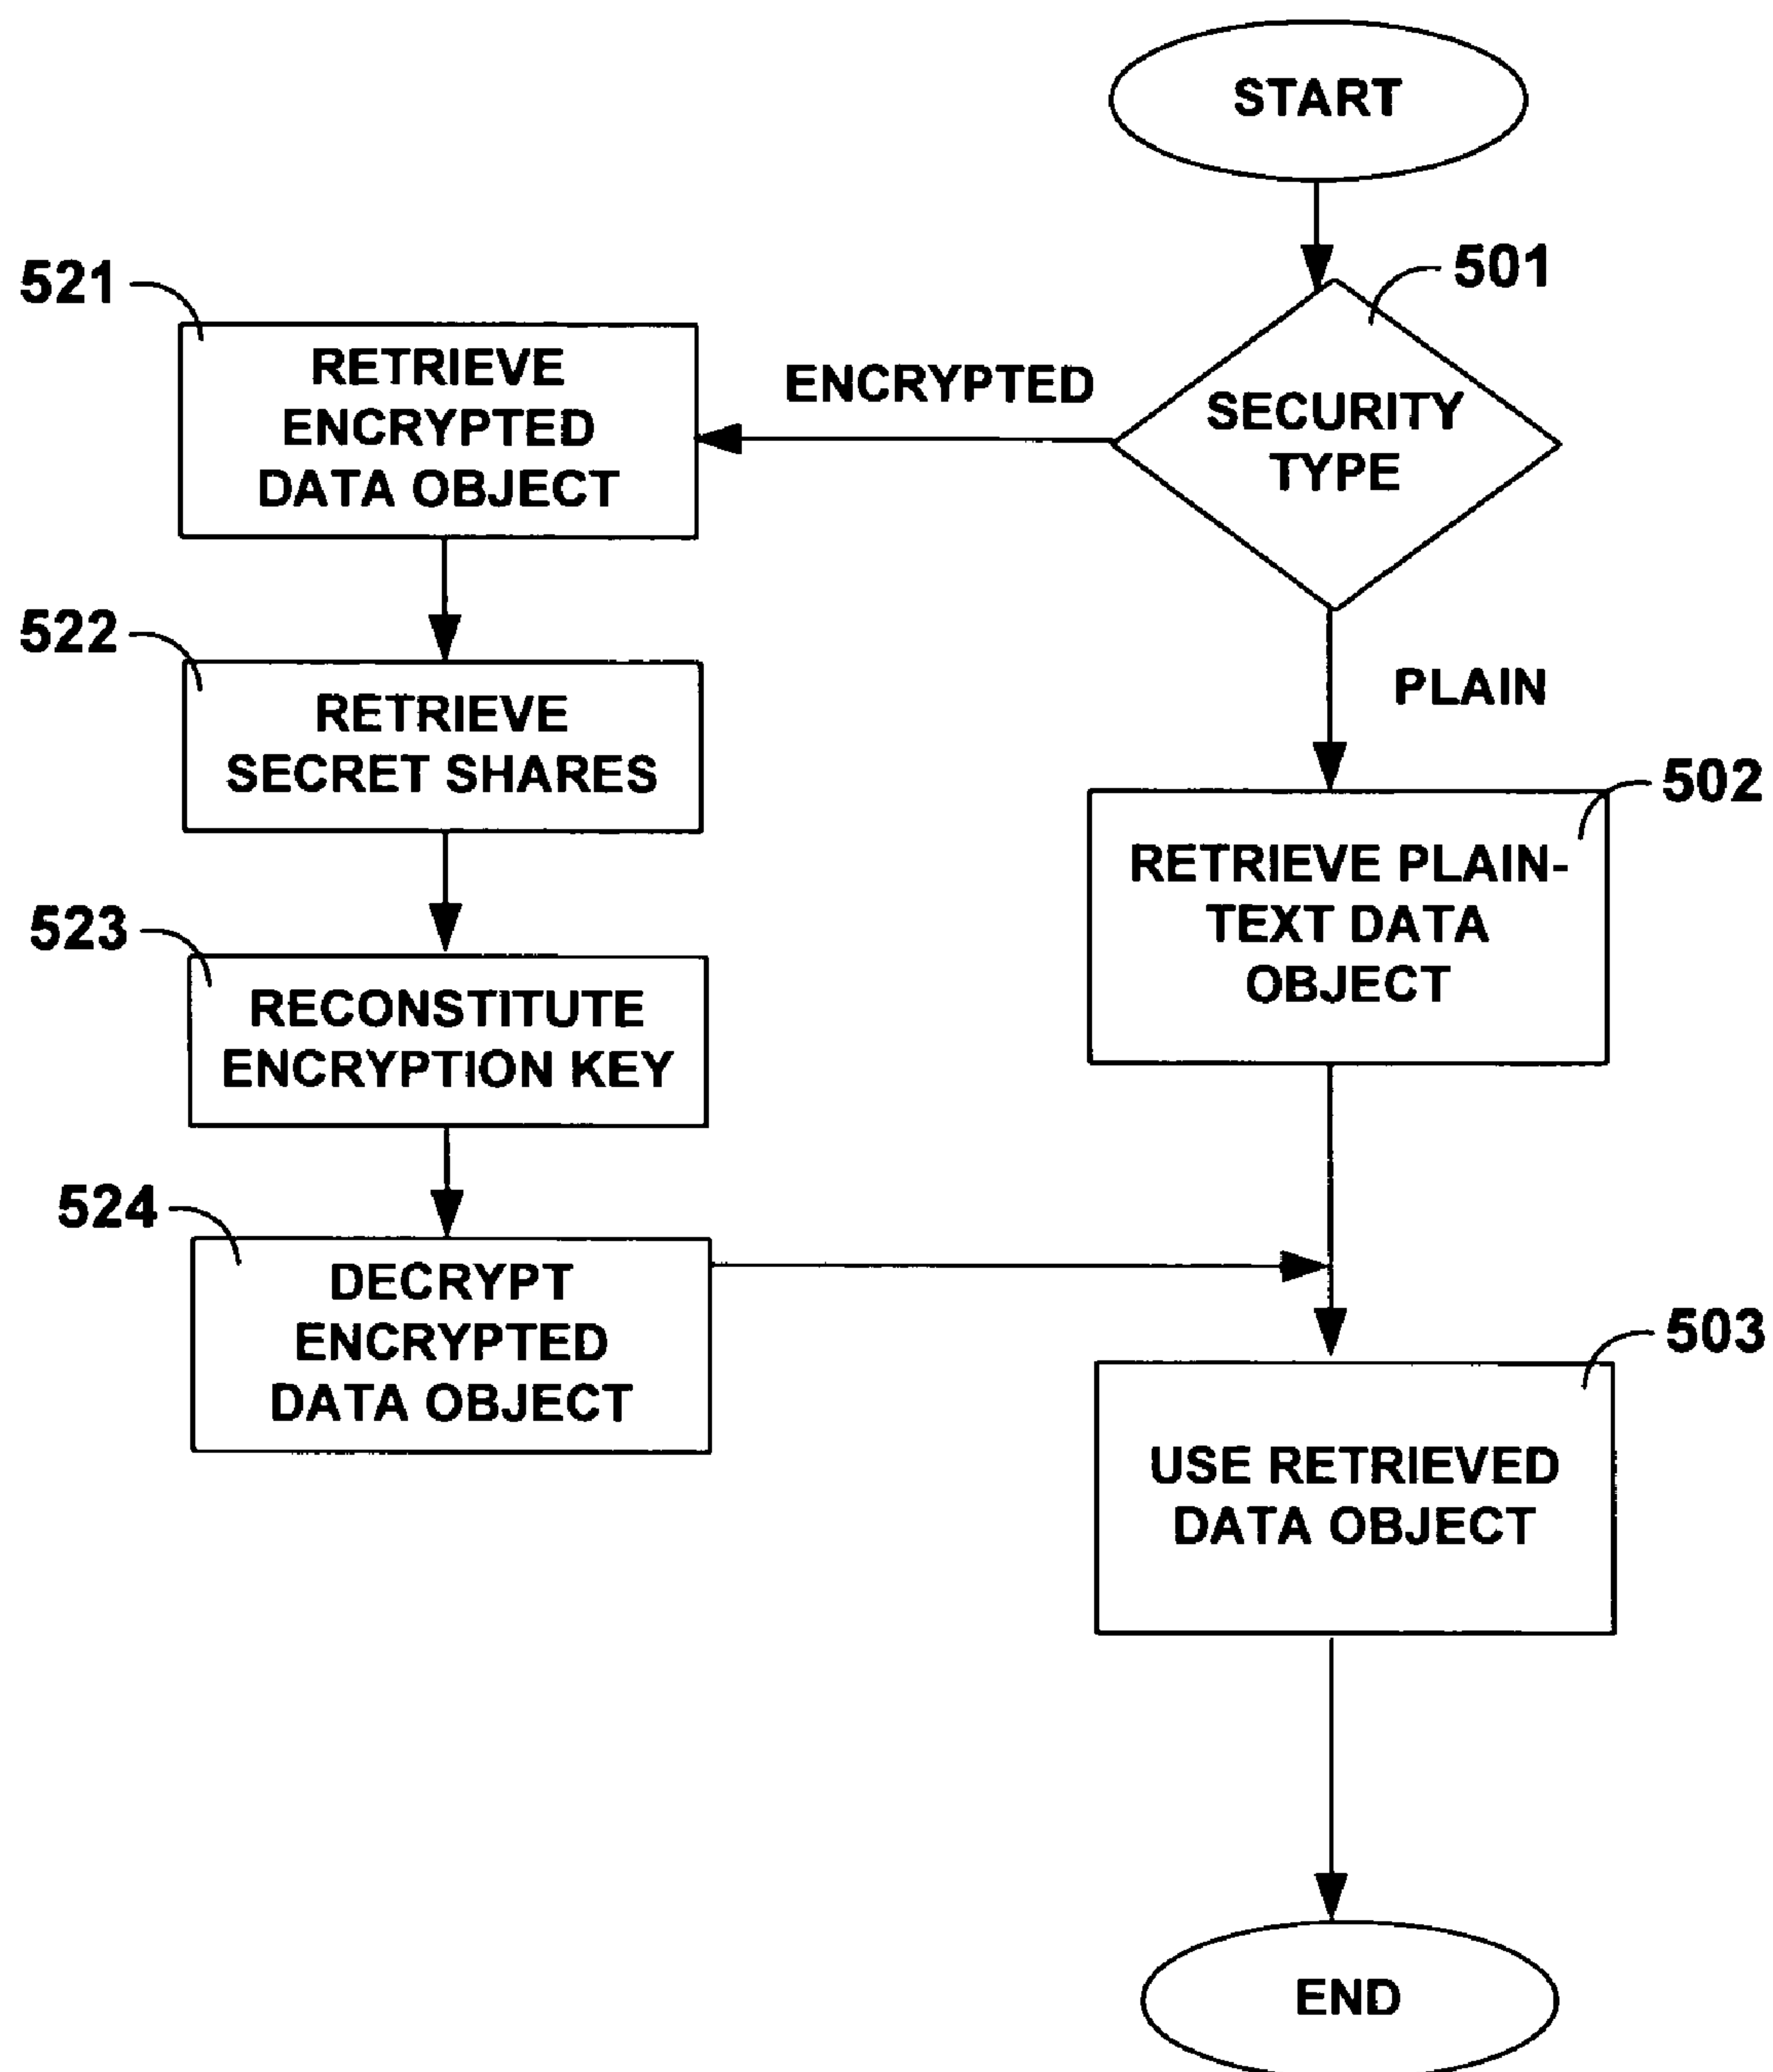 START
501
SECURITY
TYPE
ENCRYPTED
PLAIN
521
RETRIEVE
ENCRYPTED
DATA OBJECT
522
RETRIEVE
SECRET SHARES
523
RECONSTITUTE
ENCRYPTION KEY
524
DECRYPT
ENCRYPTED
DATA OBJECT
502
RETRIEVE PLAIN-
TEXT DATA
OBJECT
503
USE RETRIEVED
DATA OBJECT
END